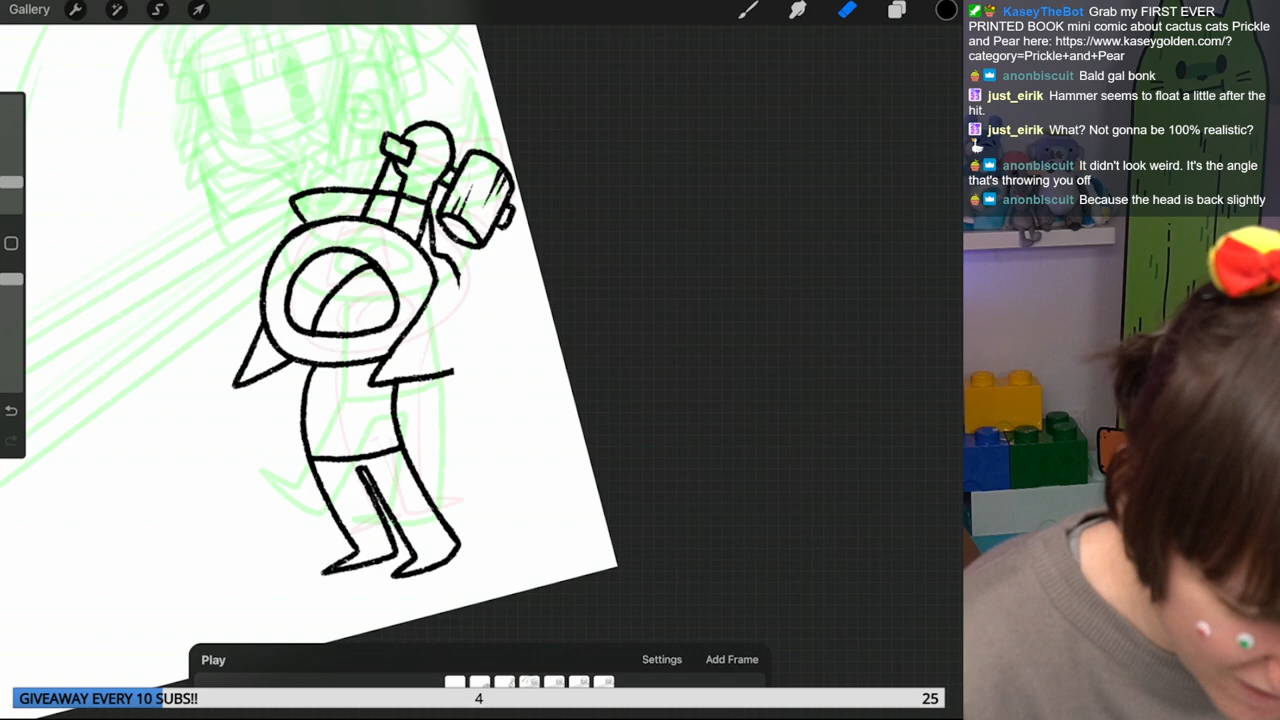 Gallery
KaseyTheBot Grab my FIRST EVER
PRINTED BOOK mini comic about cactus cats Prickle
and Pear here: https://www.kaseygolden.com/?
category=Prickle+and+Pear
anonbiscuit Bald gal bonk
just_eirik Hammer seems to float a little after the
hit.
just_eirik What? Not gonna be 100% realistic?
anonbiscuit It didn't look weird. It's the angle
that's throwing you off
anonbiscuit Because the head is back slightly
Play
Settings
Add Frame
GIVEAWAY EVERY 10 SUBS!!
4
25